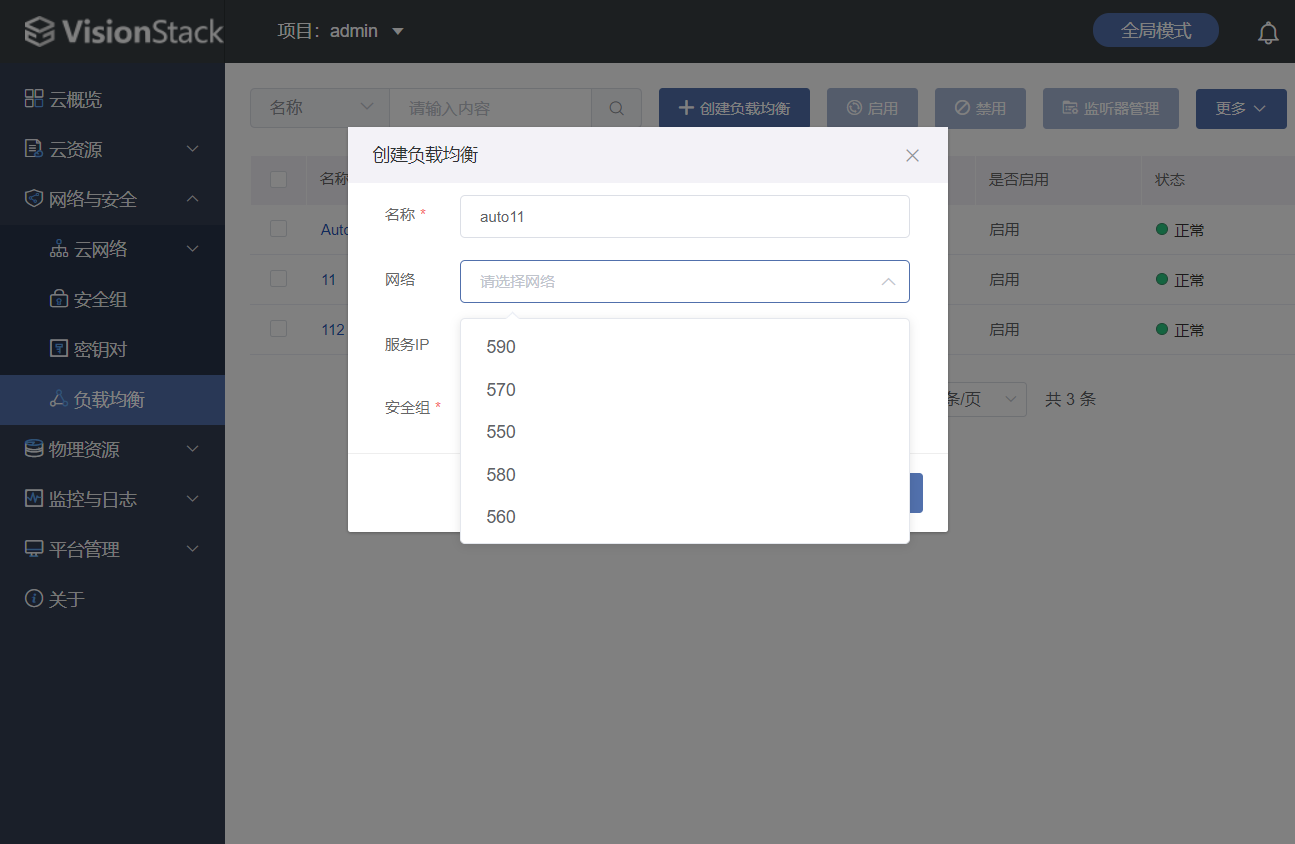 VisionStack
项目：admin
全局模式
云概览
云资源
网络与安全
云网络
安全组
密钥对
负载均衡
物理资源
监控与日志
平台管理
关于
名称
请输入内容
创建负载均衡
启用
禁用
监听器管理
更多
名称
是否启用
状态
Auto
启用
正常
11
启用
正常
112
启用
正常
条/页
共 3 条
创建负载均衡
名称 *
auto11
网络
请选择网络
服务IP
安全组 *
590
570
550
580
560